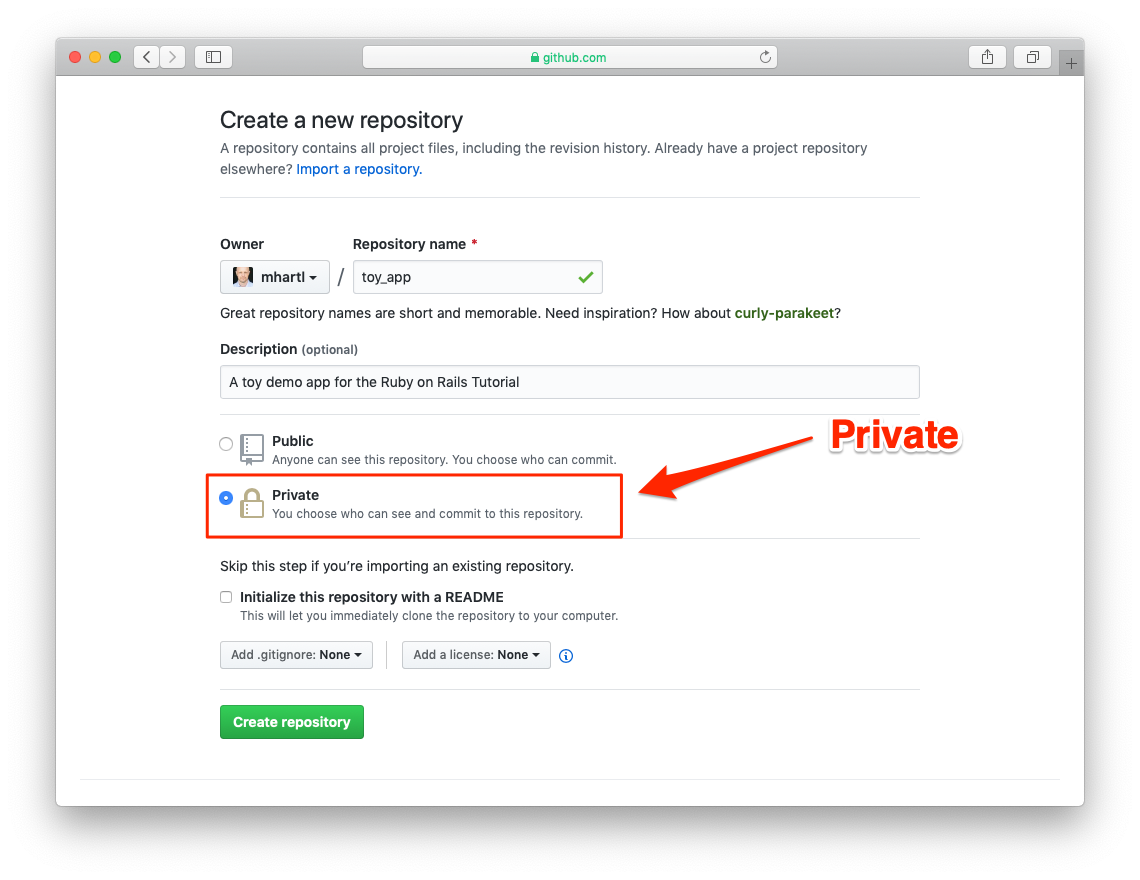 github.com
Create a new repository
A repository contains all project files, including the revision history. Already have a project repository
elsewhere? Import a repository.
Owner Repository name *
mhartl / toy_app
Great repository names are short and memorable. Need inspiration? How about curly-parakeet?
Description (optional)
A toy demo app for the Ruby on Rails Tutorial
Public
Anyone can see this repository. You choose who can commit.
Private
Private
You choose who can see and commit to this repository.
Skip this step if you’re importing an existing repository.
Initialize this repository with a README
This will let you immediately clone the repository to your computer.
Add .gitignore: None Add a license: None
Create repository